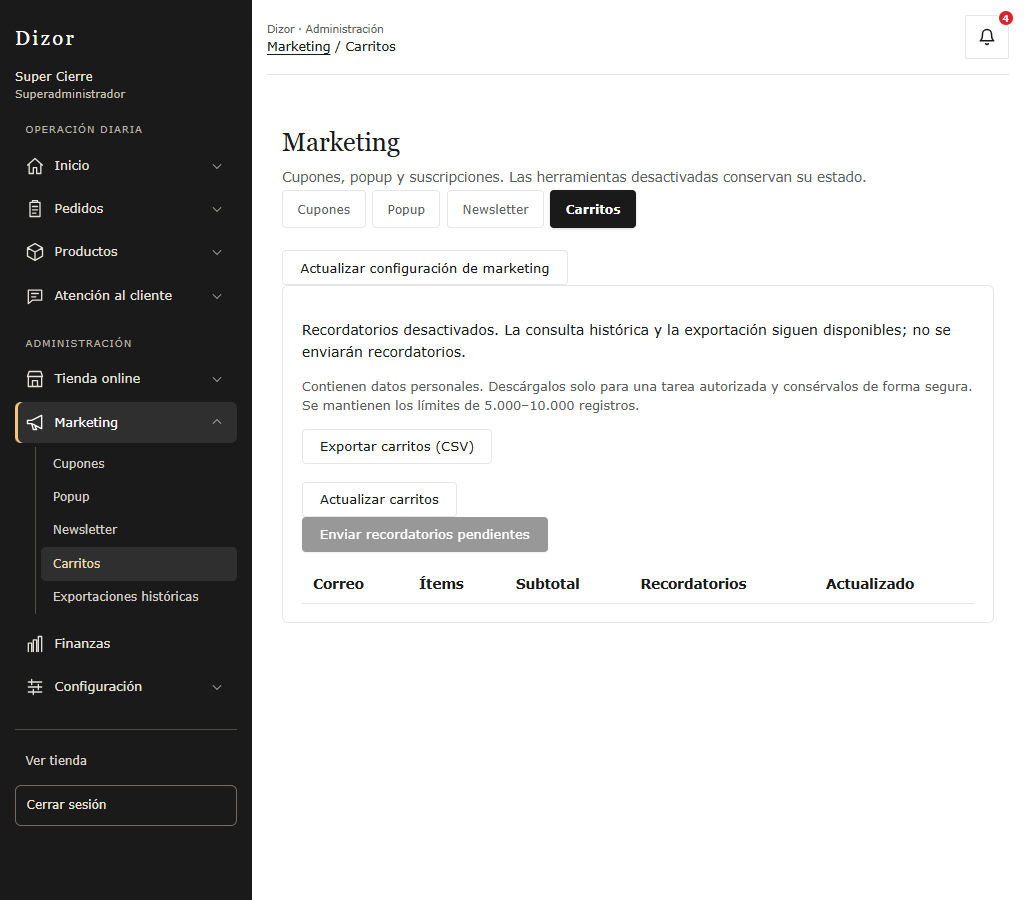 Dizor
Super Cierre
Superadministrador
OPERACIÓN DIARIA
Inicio
Pedidos
Productos
Atención al cliente
ADMINISTRACIÓN
Tienda online
Marketing
Cupones
Popup
Newsletter
Carritos
Exportaciones históricas
Finanzas
Configuración
Ver tienda
Cerrar sesión
Dizor · Administración
Marketing / Carritos
4
Marketing
Cupones, popup y suscripciones. Las herramientas desactivadas conservan su estado.
Cupones Popup Newsletter Carritos
Actualizar configuración de marketing
Recordatorios desactivados. La consulta histórica y la exportación siguen disponibles; no se
enviarán recordatorios.
Contienen datos personales. Descárgalos solo para una tarea autorizada y consérvalos de forma segura.
Se mantienen los límites de 5.000–10.000 registros.
Exportar carritos (CSV)
Actualizar carritos
Enviar recordatorios pendientes
Correo Ítems Subtotal Recordatorios Actualizado